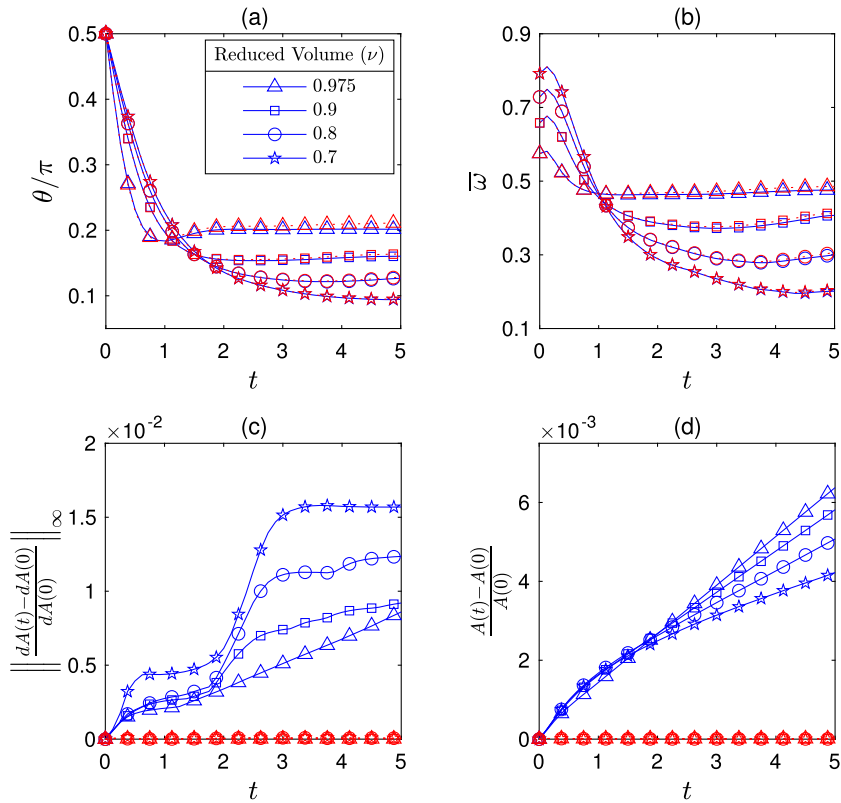 (a)
0.5
0.4
0.3
0.2
0.1
θ/π
0 1 2 3 4 5
t
Reduced Volume (ν)
0.975
0.9
0.8
0.7
(b)
0.9
0.7
0.5
0.3
0.1
ω̅
0 1 2 3 4 5
t
(c)
×10⁻²
2
1.5
1
0.5
0
‖dA(t)−dA(0)/dA(0)‖∞
0 1 2 3 4 5
t
(d)
×10⁻³
6
4
2
0
A(t)−A(0)/A(0)
0 1 2 3 4 5
t